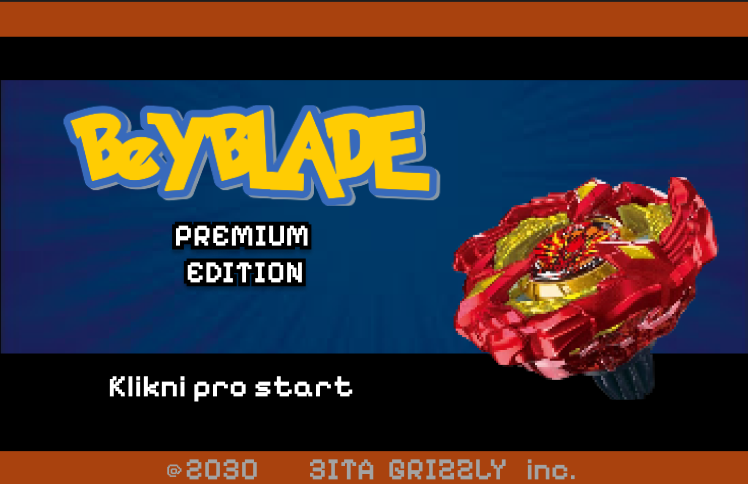 BeYBLADE
PREMIUM
EDITION
Klikni pro start
@2030 3ITA GRIZZLY inc.